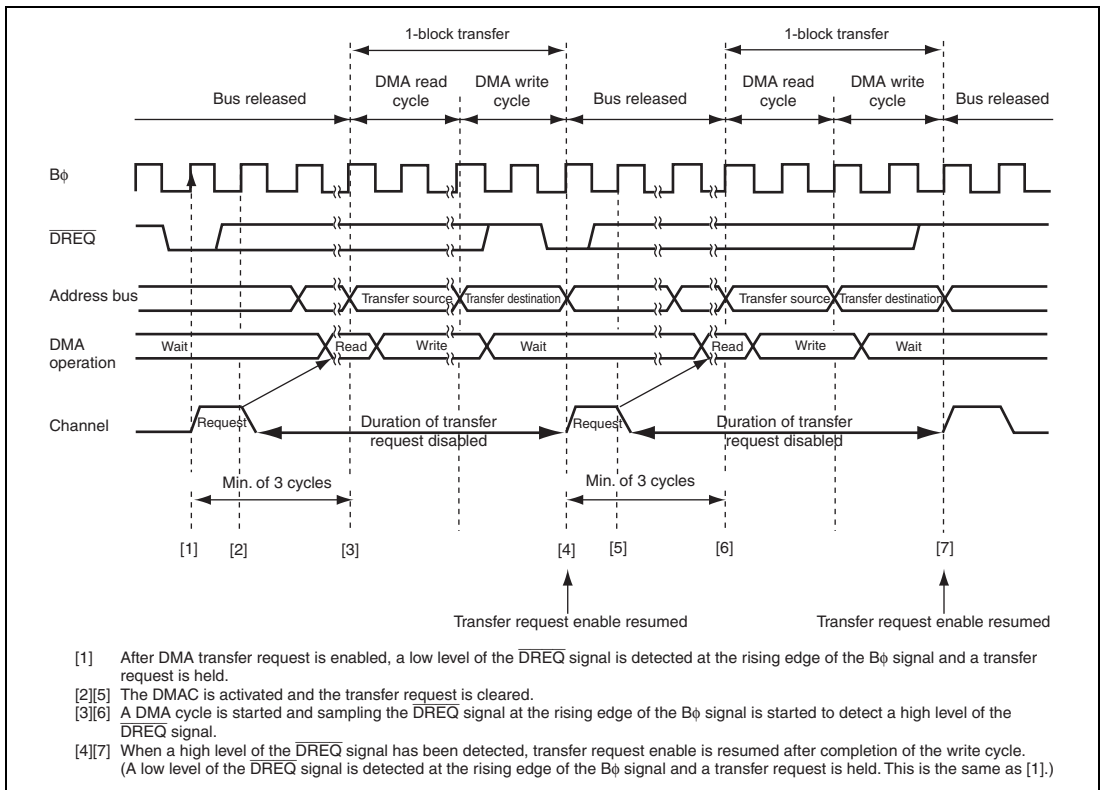 1-block transfer 1-block transfer
DMA read cycle DMA write cycle DMA read cycle DMA write cycle
Bus released Bus released Bus released
Bφ
DREQ
Address bus Transfer source Transfer destination Transfer source Transfer destination
DMA operation Wait Read Write Wait Read Write Wait
Channel Request Duration of transfer request disabled Request Duration of transfer request disabled
Min. of 3 cycles Min. of 3 cycles
[1] [2] [3] [4] [5] [6] [7]
Transfer request enable resumed Transfer request enable resumed
[1] After DMA transfer request is enabled, a low level of the DREQ signal is detected at the rising edge of the Bφ signal and a transfer
request is held.
[2][5] The DMAC is activated and the transfer request is cleared.
[3][6] A DMA cycle is started and sampling the DREQ signal at the rising edge of the Bφ signal is started to detect a high level of the
DREQ signal.
[4][7] When a high level of the DREQ signal has been detected, transfer request enable is resumed after completion of the write cycle.
(A low level of the DREQ signal is detected at the rising edge of the Bφ signal and a transfer request is held. This is the same as [1].)